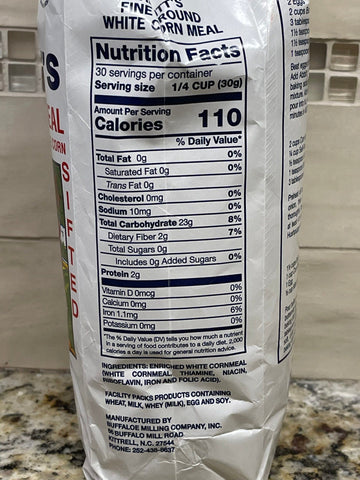 FINE GROUND
WHITE CORN MEAL
Nutrition Facts
30 servings per container
Serving size 1/4 CUP (30g)
Amount Per Serving
Calories 110
% Daily Value*
Total Fat 0g 0%
Saturated Fat 0g 0%
Trans Fat 0g
Cholesterol 0mg 0%
Sodium 10mg 0%
Total Carbohydrate 23g 8%
Dietary Fiber 2g 7%
Total Sugars 0g
Includes 0g Added Sugars 0%
Protein 2g
Vitamin D 0mcg 0%
Calcium 0mg 0%
Iron 1.1mg 6%
Potassium 0mg 0%
*The % Daily Value (DV) tells you how much a nutrient
in a serving of food contributes to a daily diet. 2,000
calories a day is used for general nutrition advice.
INGREDIENTS: ENRICHED WHITE CORNMEAL
(WHITE CORNMEAL, THIAMINE, NIACIN,
RIBOFLAVIN, IRON AND FOLIC ACID).
FACILITY PACKS PRODUCTS CONTAINING
WHEAT, MILK, WHEY (MILK), EGG, AND SOY.
MANUFACTURED BY
BUFFALOE MILLING COMPANY, INC.
BUFFALO MILL ROAD
KITTRELL, N.C. 27544
PHONE: 252-438-8637
CORN
SIFTED